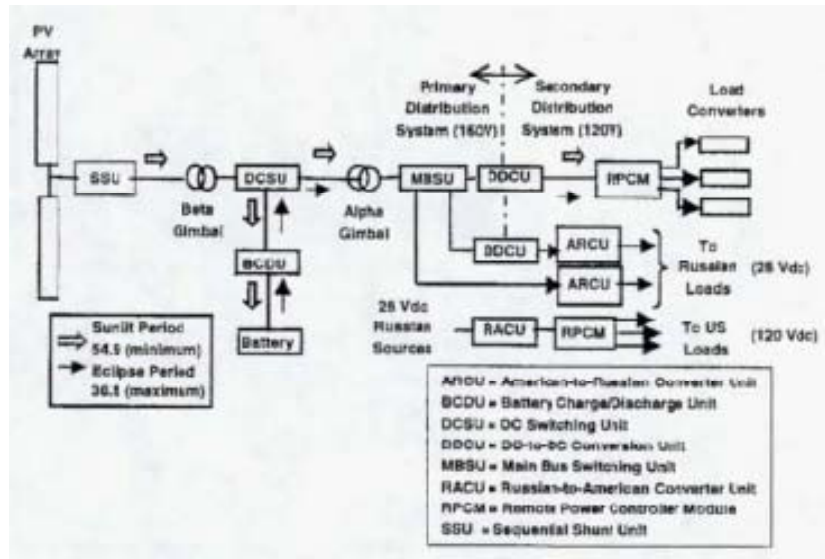 PV
Array
SSU
Beta
Gimbal
DCSU
BCDU
Battery
Alpha
Gimbal
Primary
Distribution
System (160V)
Secondary
Distribution
System (120V)
MBSU
DDCU
RPCM
Load
Converters
DDCU
ARCU
ARCU
To
Russian
Loads
(28 Vdc)
28 Vdc
Russian
Sources
RACU
RPCM
To US
Loads
(120 Vdc)
Sunlit Period
54.9 (minimum)
Eclipse Period
36.8 (maximum)
ARCU = American-to-Russian Converter Unit
BCDU = Battery Charge/Discharge Unit
DCSU = DC Switching Unit
DDCU = DC-to-DC Conversion Unit
MBSU = Main Bus Switching Unit
RACU = Russian-to-American Converter Unit
RPCM = Remote Power Controller Module
SSU = Sequential Shunt Unit